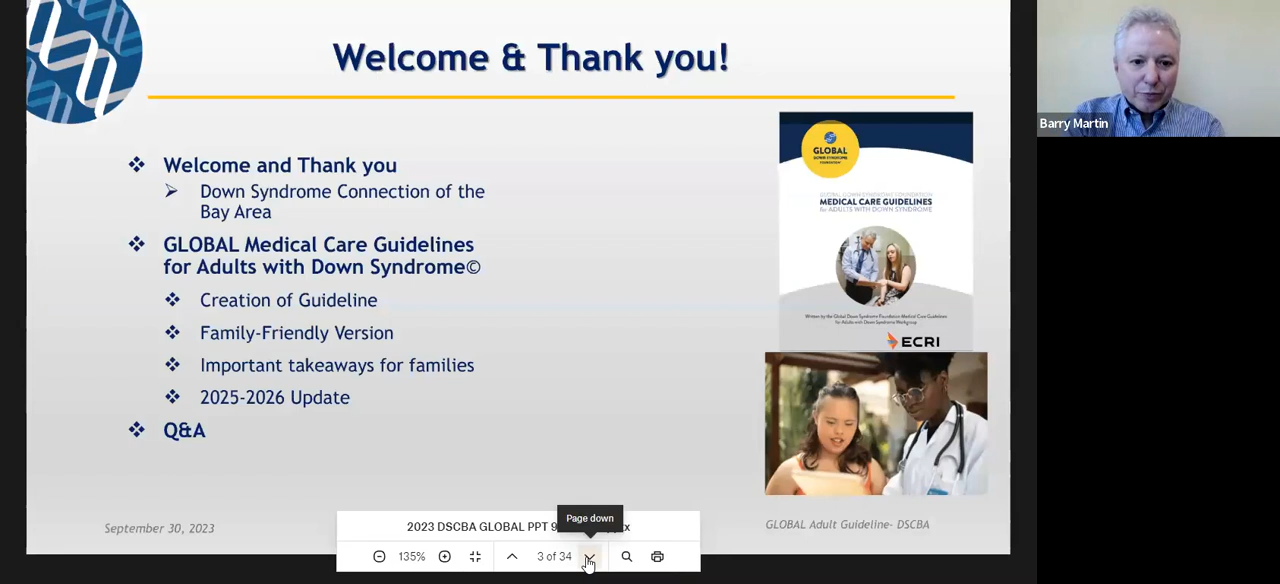 Welcome & Thank you!
Barry Martin
Welcome and Thank you
Down Syndrome Connection of the
Bay Area
GLOBAL Medical Care Guidelines
for Adults with Down Syndrome©
Creation of Guideline
Family-Friendly Version
Important takeaways for families
2025-2026 Update
Q&A
GLOBAL
DOWN SYNDROME
FOUNDATION
GLOBAL DOWN SYNDROME FOUNDATION
MEDICAL CARE GUIDELINES
for ADULTS WITH DOWN SYNDROME
Written by the Global Down Syndrome Foundation Medical Care Guidelines
for Adults with Down Syndrome Workgroup
ECRI
September 30, 2023
GLOBAL Adult Guideline- DSCBA
Page down
2023 DSCBA GLOBAL PPT 9
135%
3 of 34